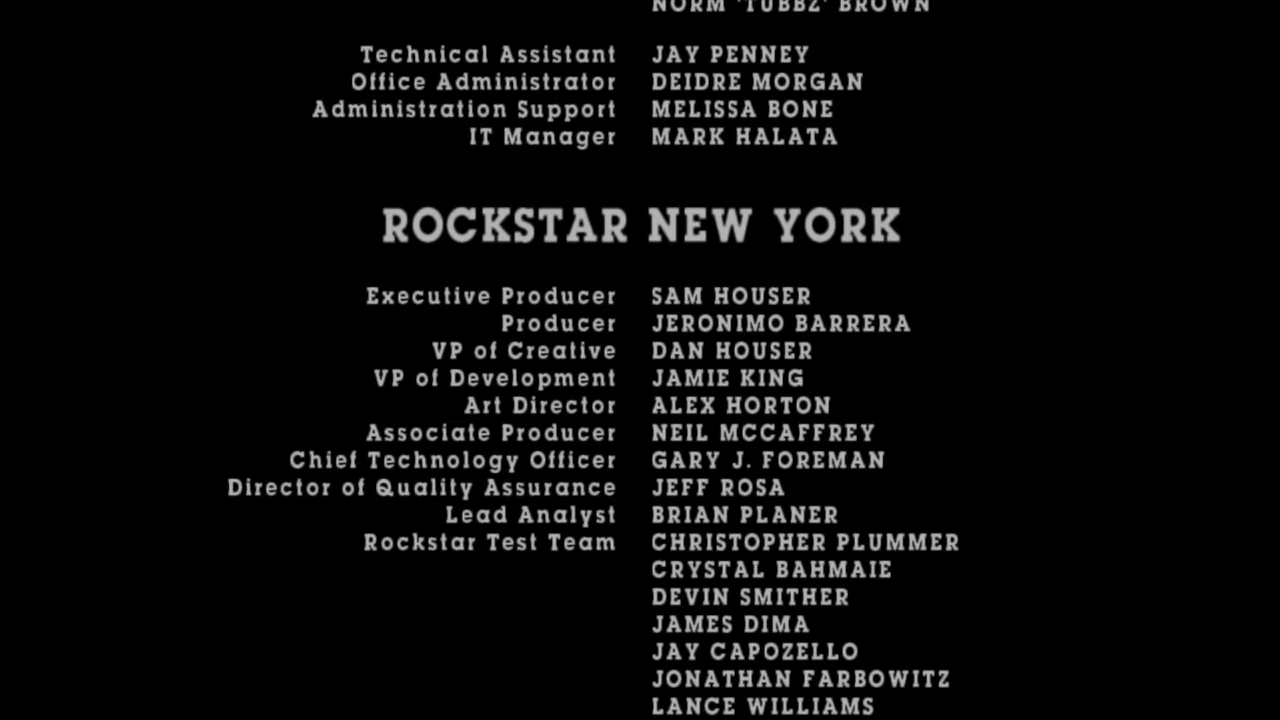 NORM 'TUBBZ' BROWN
Technical Assistant JAY PENNEY
Office Administrator DEIDRE MORGAN
Administration Support MELISSA BONE
IT Manager MARK HALATA
ROCKSTAR NEW YORK
Executive Producer SAM HOUSER
Producer JERONIMO BARRERA
VP of Creative DAN HOUSER
VP of Development JAMIE KING
Art Director ALEX HORTON
Associate Producer NEIL MCCAFFREY
Chief Technology Officer GARY J. FOREMAN
Director of Quality Assurance JEFF ROSA
Lead Analyst BRIAN PLANER
Rockstar Test Team CHRISTOPHER PLUMMER
CRYSTAL BAHMAIE
DEVIN SMITHER
JAMES DIMA
JAY CAPOZELLO
JONATHAN FARBOWITZ
LANCE WILLIAMS